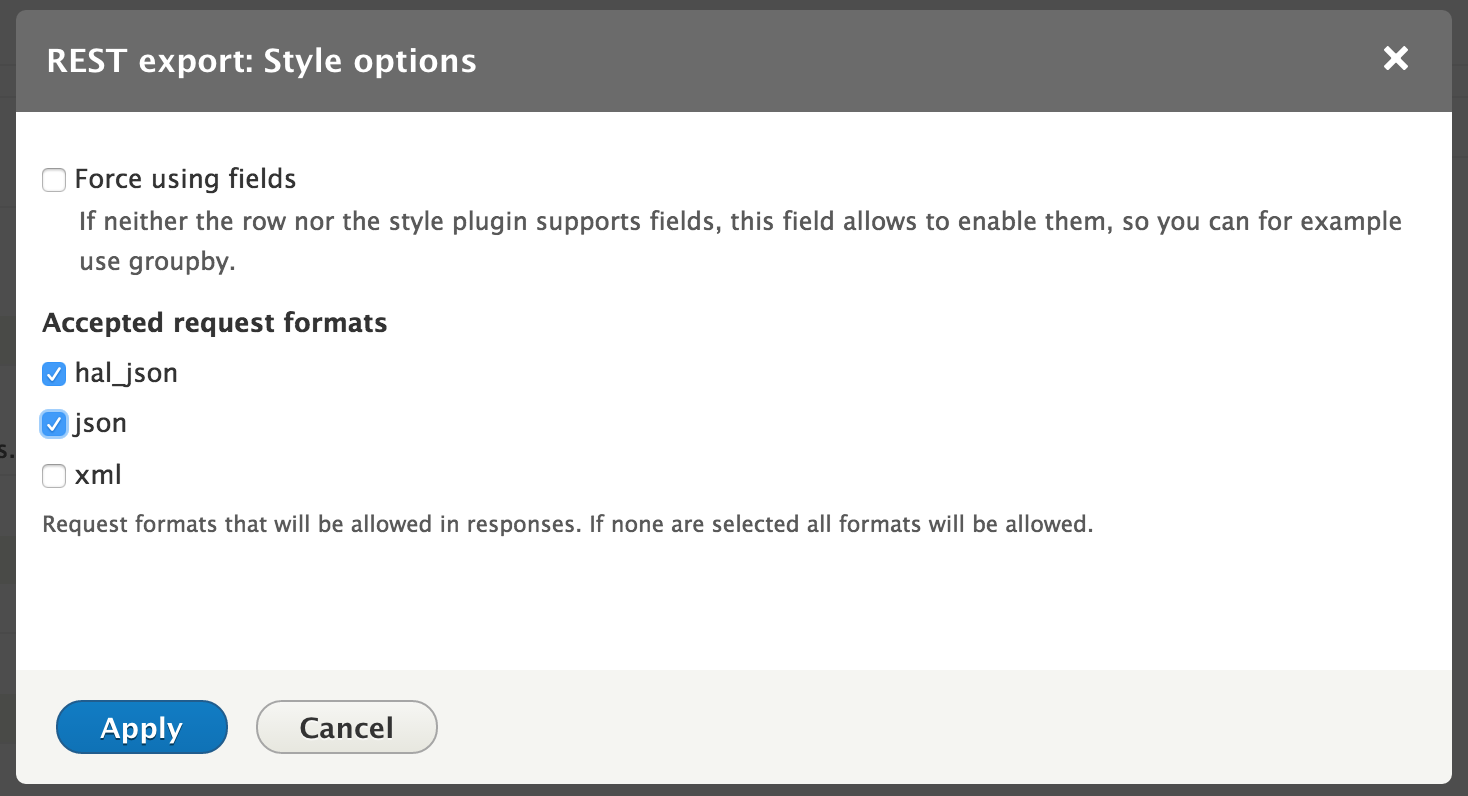 REST export: Style options
Force using fields
If neither the row nor the style plugin supports fields, this field allows to enable them, so you can for example
use groupby.
Accepted request formats
hal_json
json
s.
xml
Request formats that will be allowed in responses. If none are selected all formats will be allowed.
Apply
Cancel